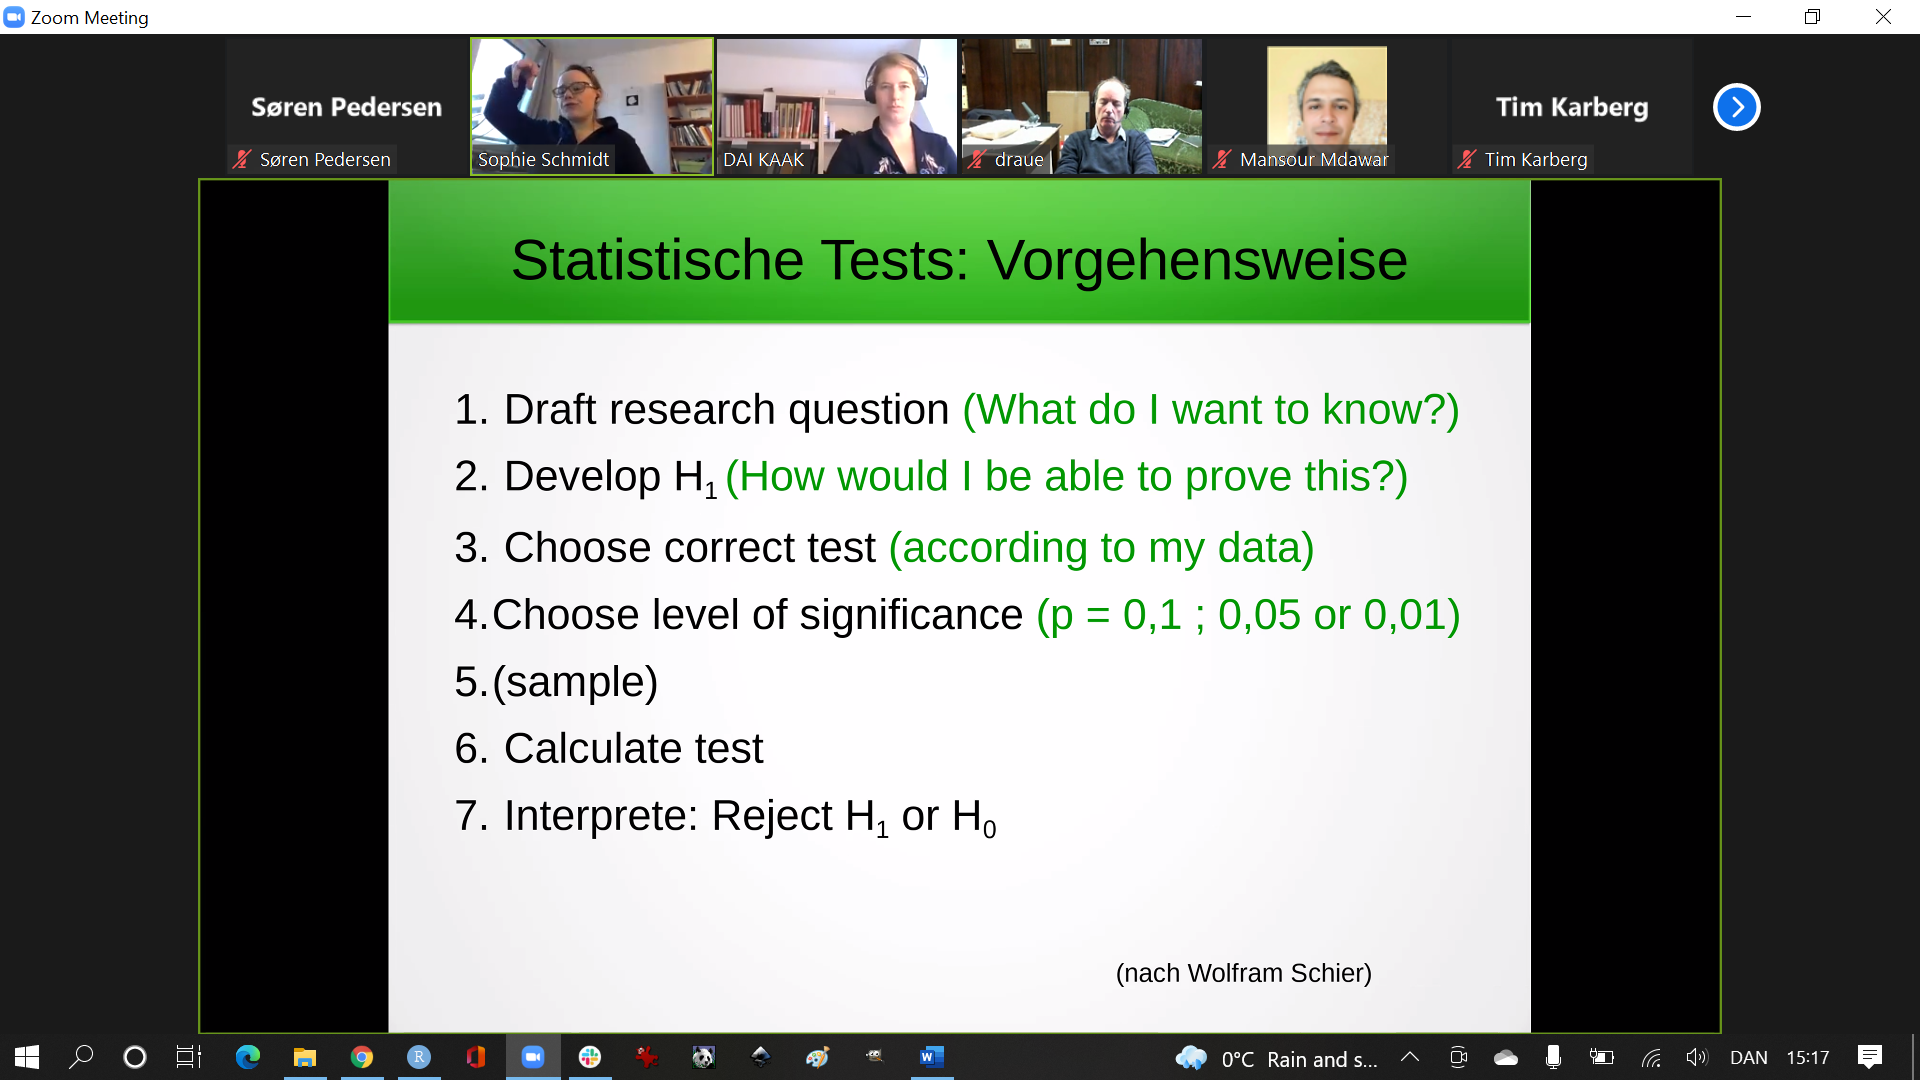 Zoom Meeting
Søren Pedersen
Tim Karberg
Søren Pedersen
Sophie Schmidt
DAI KAAK
draue
Mansour Mdawar
Tim Karberg
Statistische Tests: Vorgehensweise
1. Draft research question (What do I want to know?)
2. Develop H₁ (How would I be able to prove this?)
3. Choose correct test (according to my data)
4.Choose level of significance (p = 0,1 ; 0,05 or 0,01)
5.(sample)
6. Calculate test
7. Interprete: Reject H₁ or H₀
(nach Wolfram Schier)
0°C Rain and s...
DAN
15:17